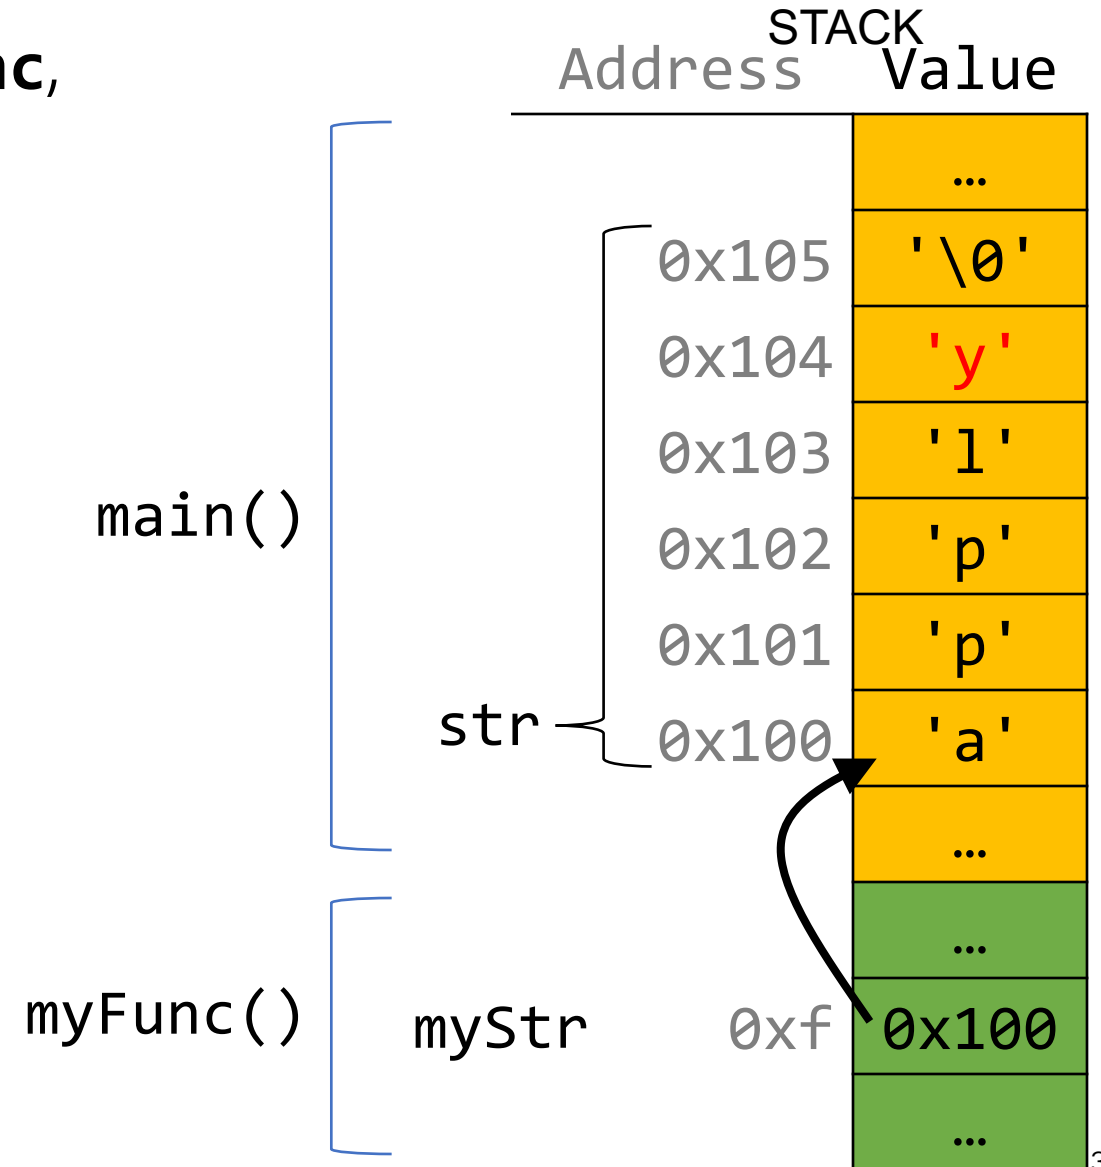 STACK
nc,
Address Value
…
0x105 '\0'
0x104 'y'
0x103 'l'
main()
0x102 'p'
0x101 'p'
str
0x100 'a'
…
…
myFunc() myStr 0xf 0x100
…